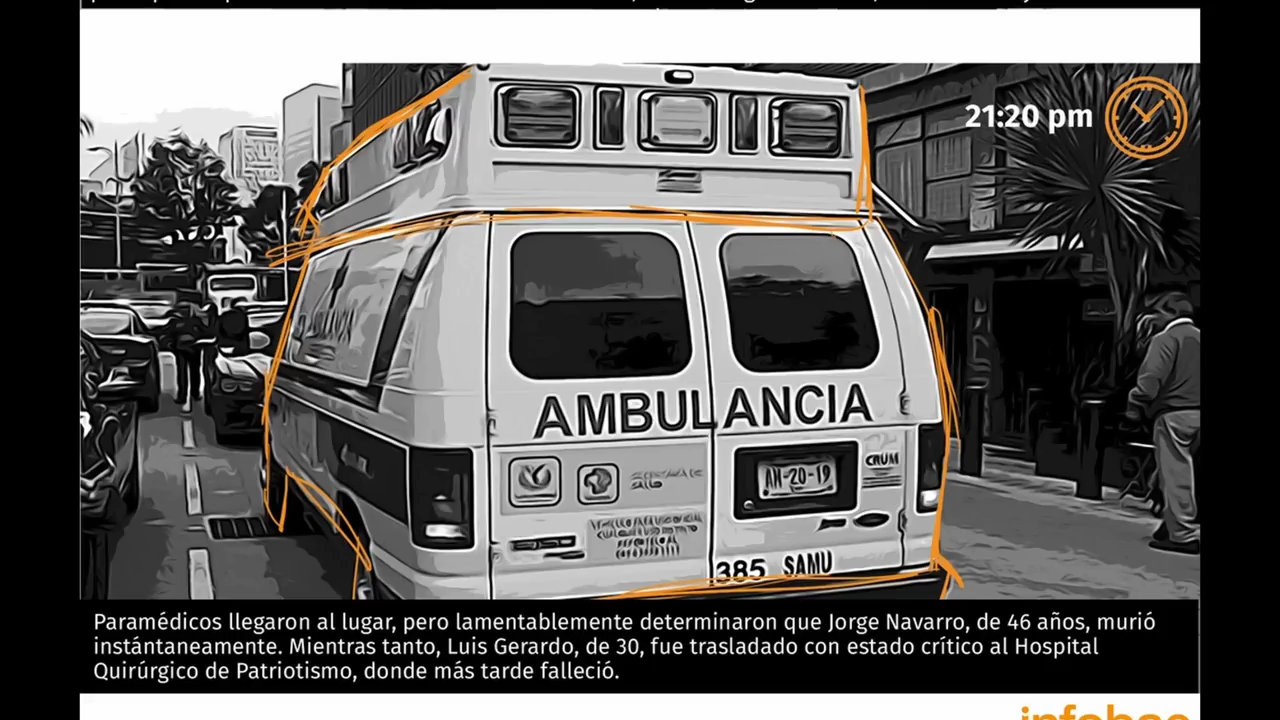 21:20 pm
AMBULANCIA
AM-20-19
CRUM
385 SAMU
Paramédicos llegaron al lugar, pero lamentablemente determinaron que Jorge Navarro, de 46 años, murió
instántaneamente. Mientras tanto, Luis Gerardo, de 30, fue trasladado con estado crítico al Hospital
Quirúrgico de Patriotismo, donde más tarde falleció.
infobae